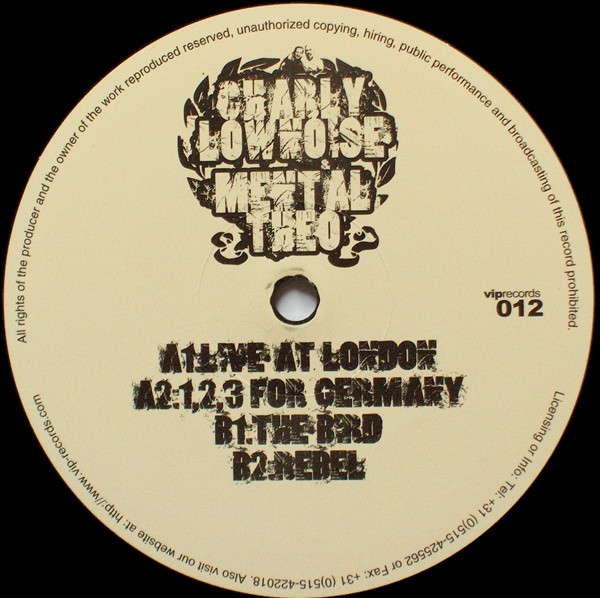 All rights of the producer and the owner of the work reproduced reserved, unauthorized copying, hiring, public performance and broadcasting of this record prohibited.
CHARLY
LOWNOISE
MENTAL
THEO
viprecords
012
A1:LIVE AT LONDON
A2:1,2,3 FOR GERMANY
B1:THE BIRD
B2:REBEL
Licensing or Info: Tel: +31 (0)515-425562 or Fax: +31 (0)515-422018. Also visit our website at: http://www.vip-records.com